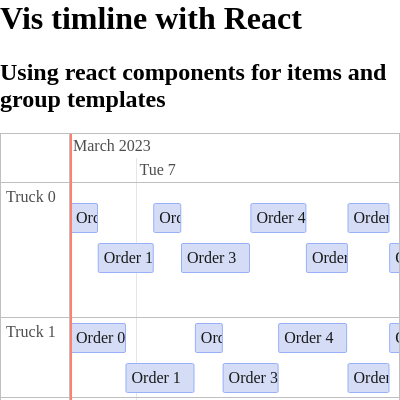 Vis timline with React
Using react components for items and
group templates
March 2023
Tue 7
Truck 0
Ord
Ord
Order 4
Order
Order 1
Order 3
Order
Truck 1
Order 0
Ord
Order 4
Order 1
Order 3
Order